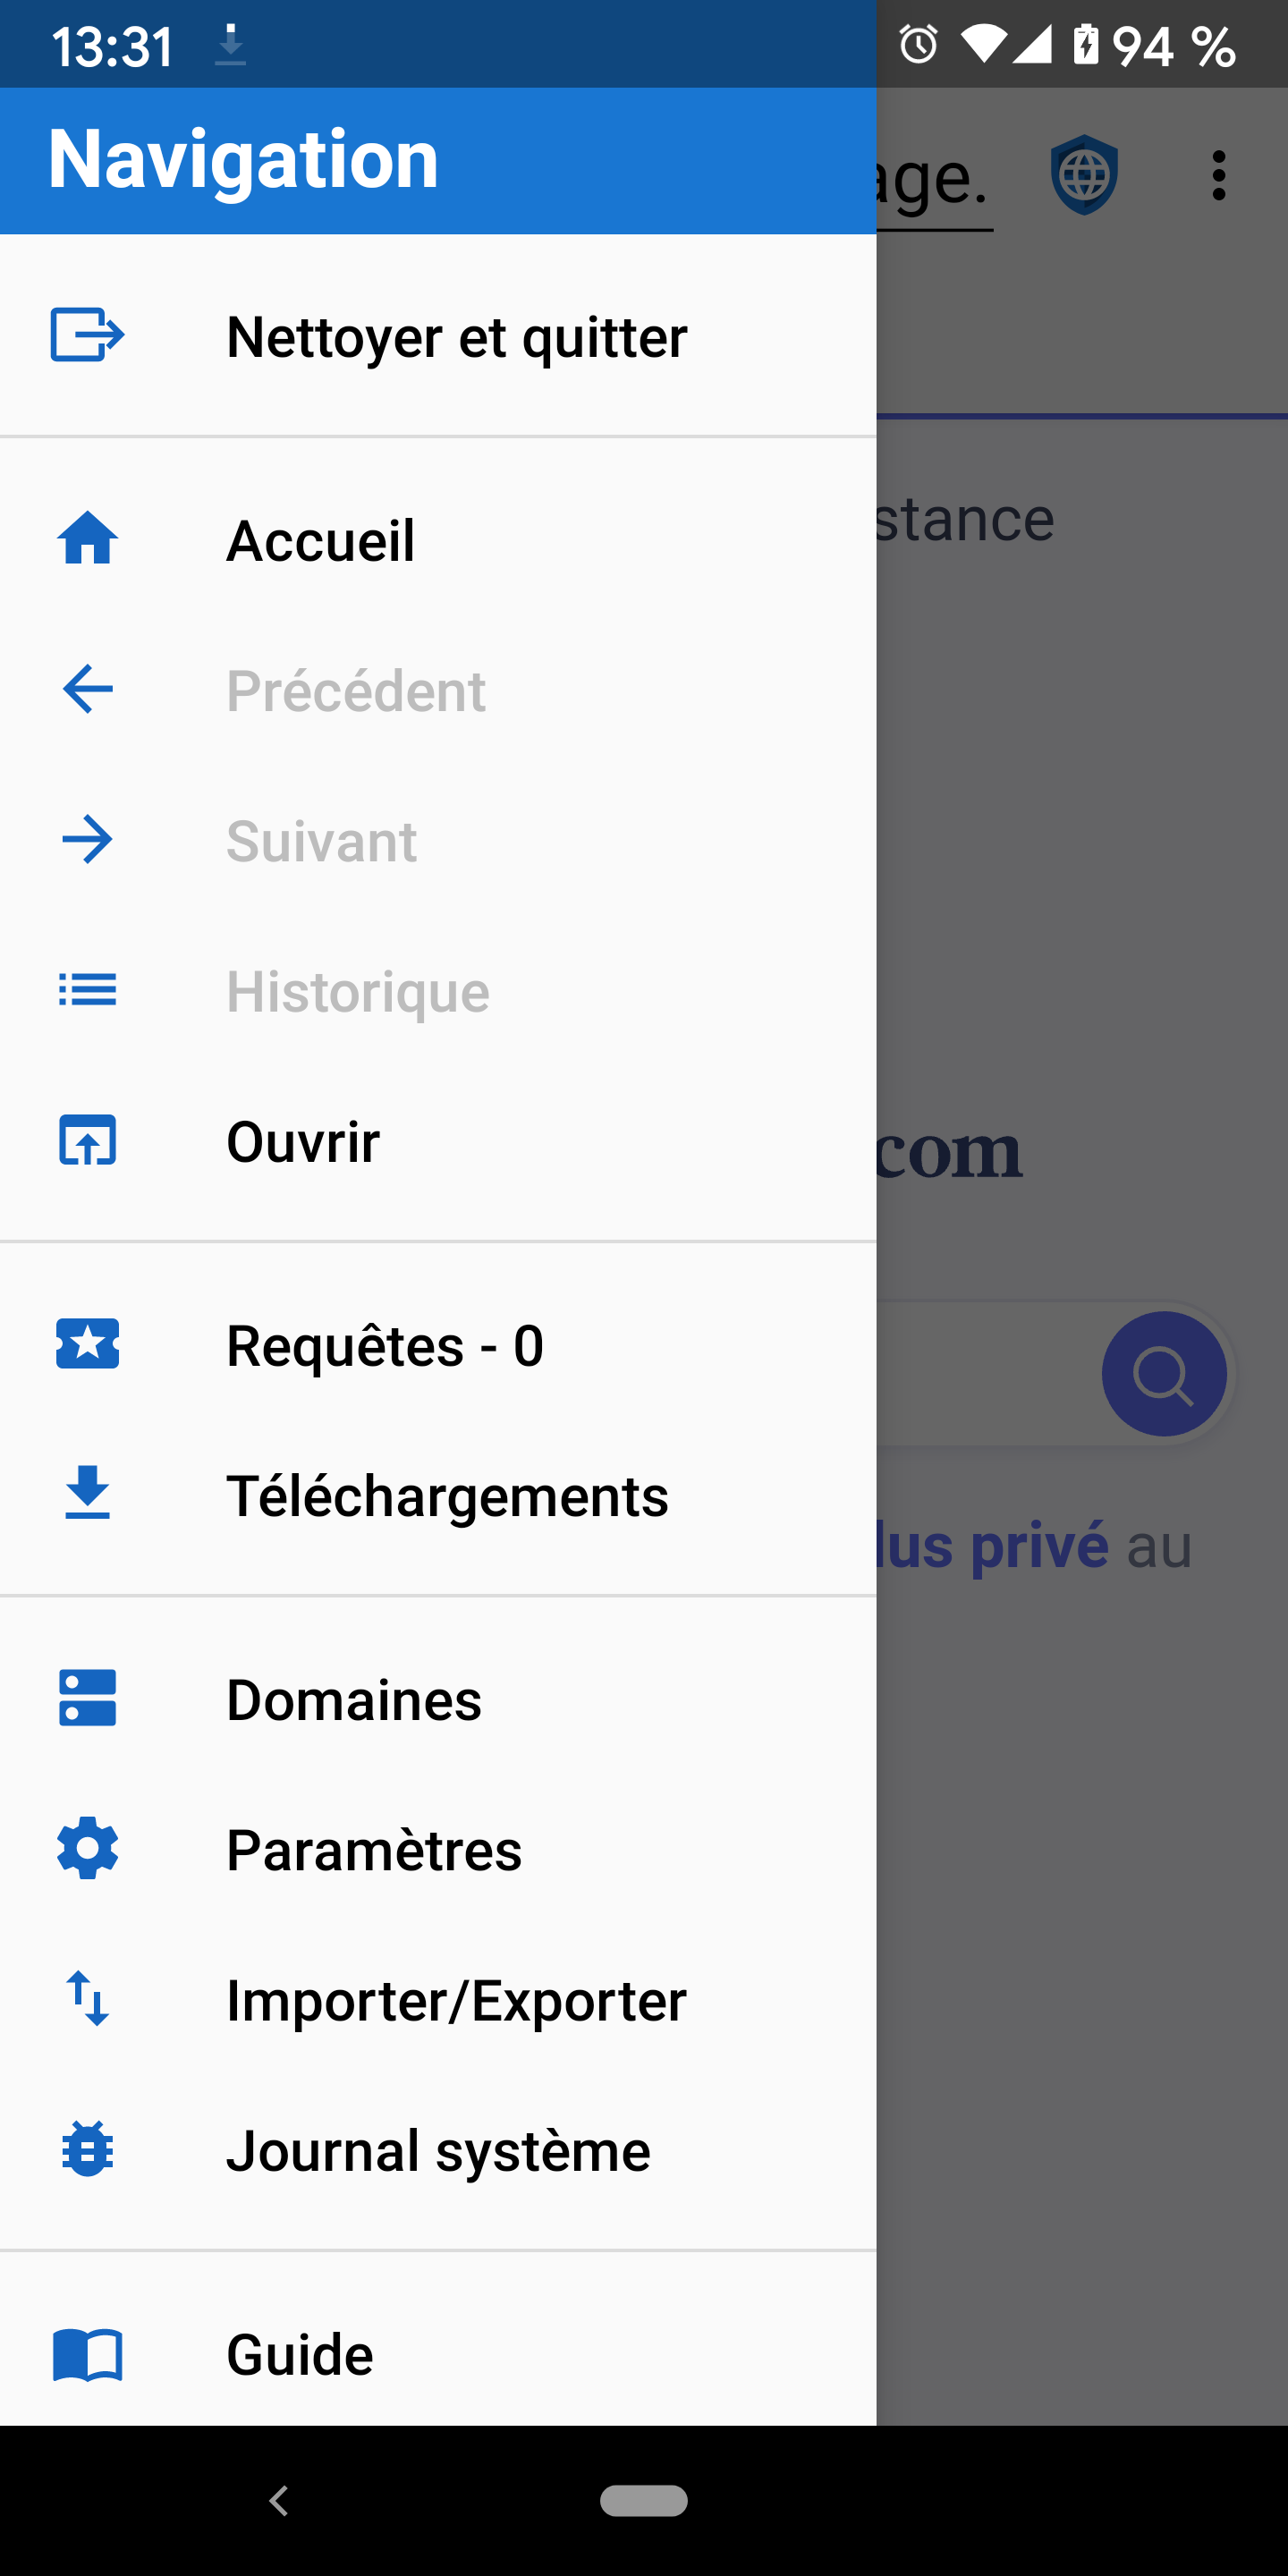 13:31
94 %
Navigation
age.
Nettoyer et quitter
Accueil
stance
Précédent
Suivant
Historique
Ouvrir
com
Requêtes - 0
Téléchargements
lus privé au
Domaines
Paramètres
Importer/Exporter
Journal système
Guide